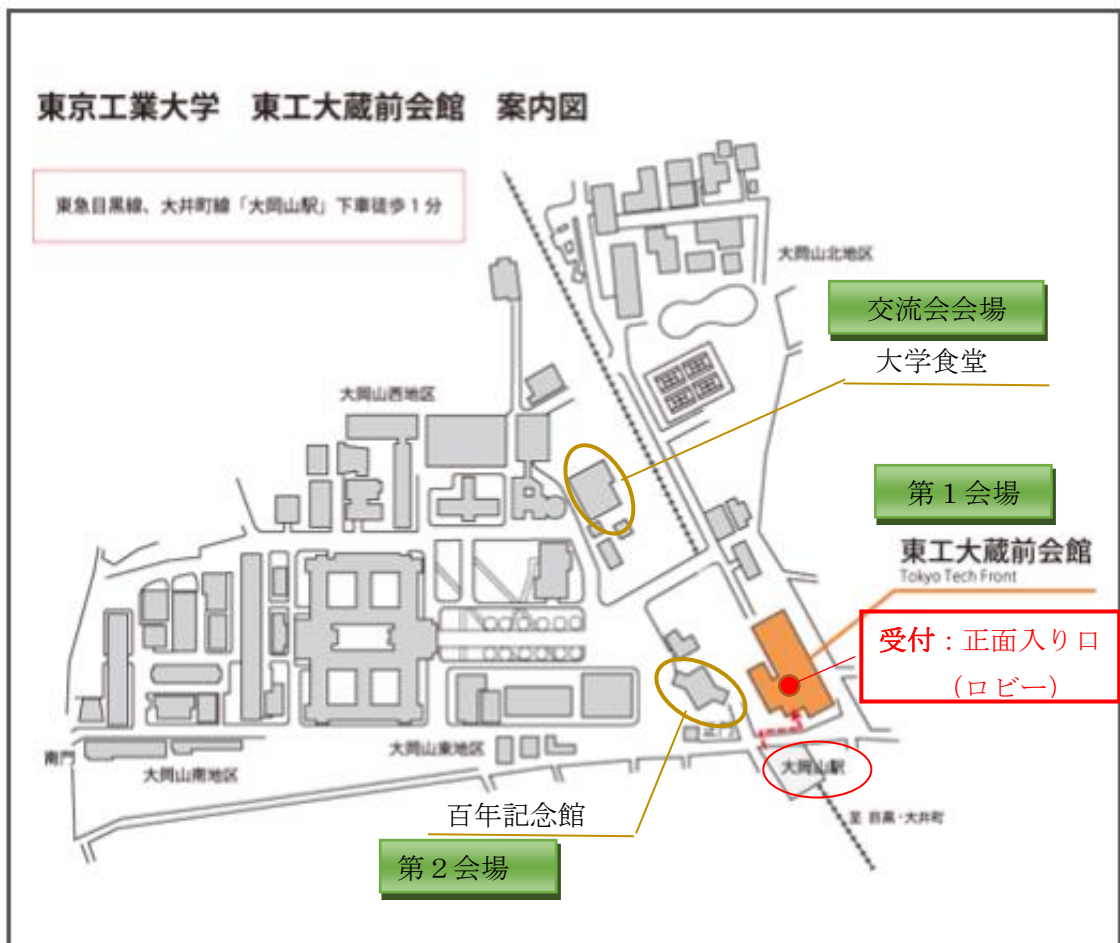 東京工業大学　東工大蔵前会館　案内図
東急目黒線、大井町線「大岡山駅」下車徒歩1分
大岡山北地区
交流会会場
大学食堂
大岡山西地区
第１会場
東工大蔵前会館
Tokyo Tech Front
受付：正面入り口
（ロビー）
正門
南門
大岡山南地区
大岡山東地区
大岡山駅
百年記念館
至 目黒・大井町
第２会場